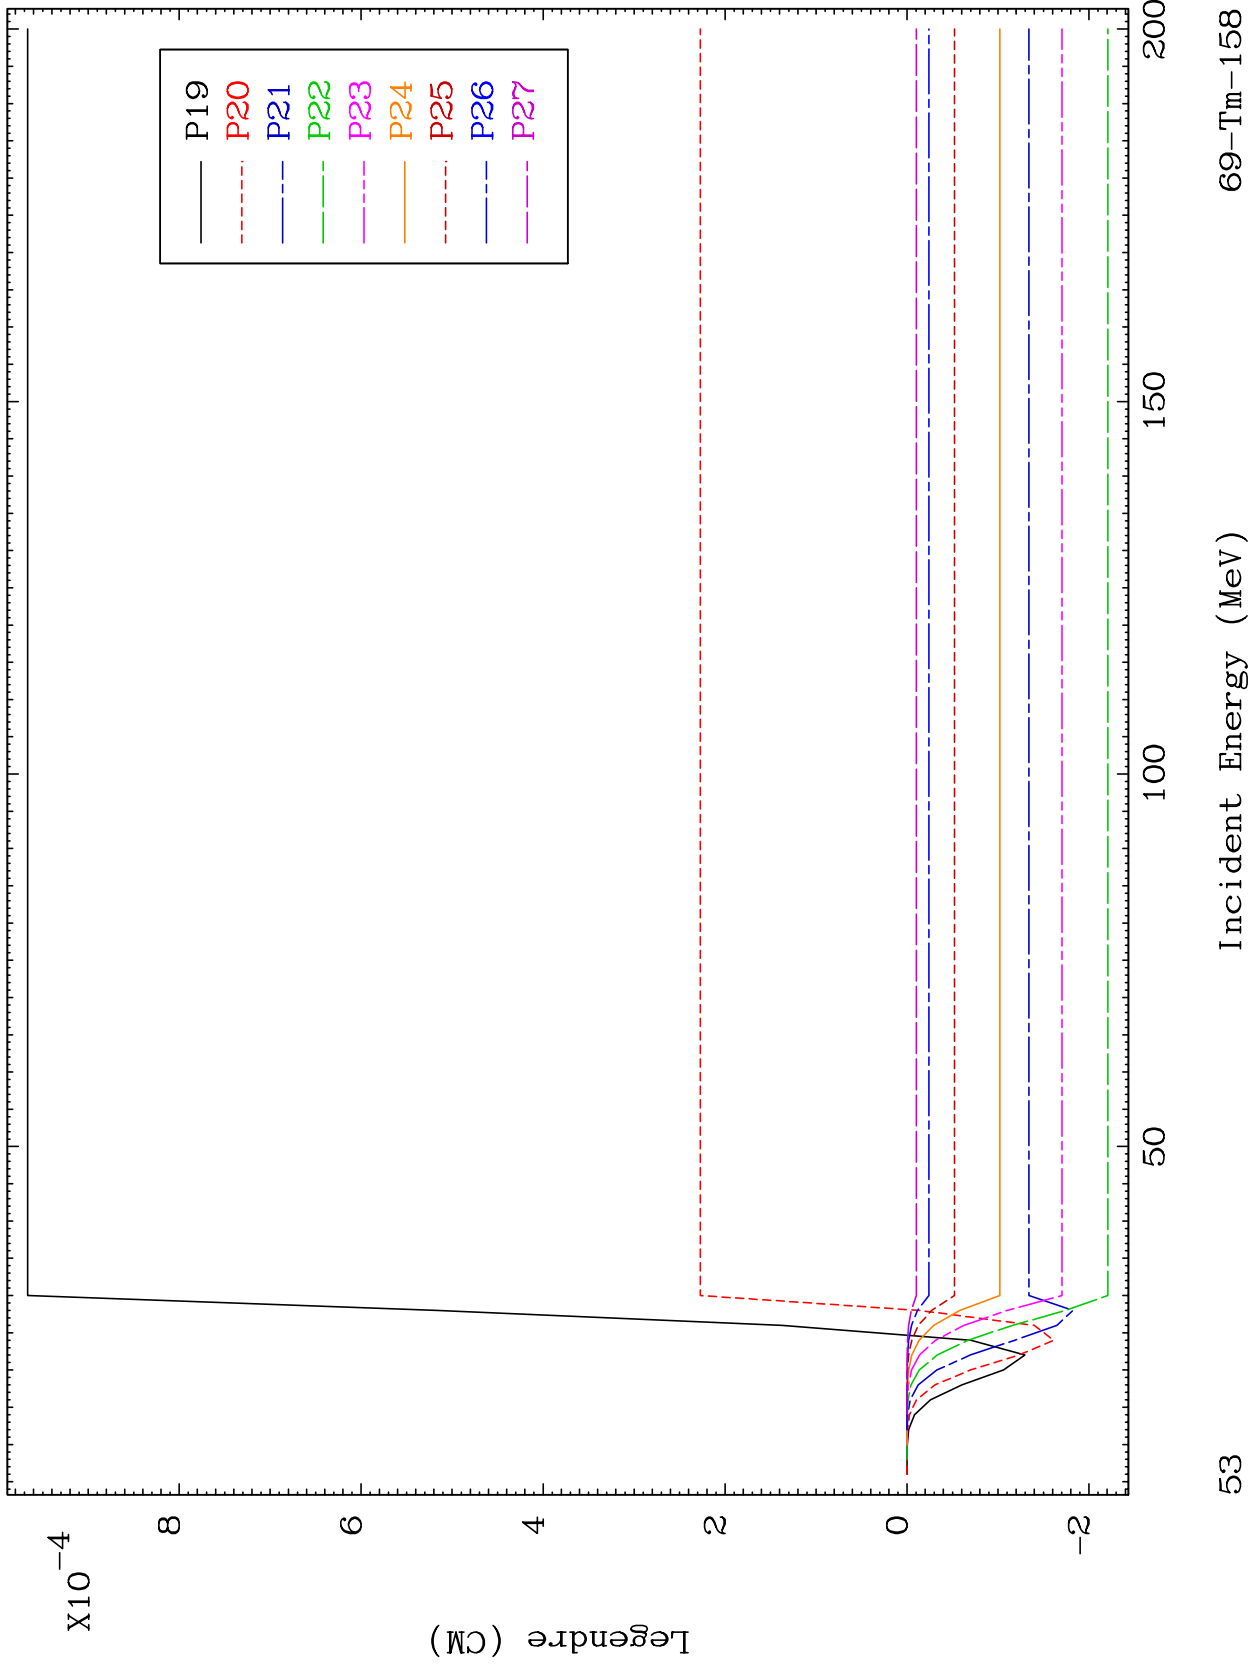 X10
-4
8
6
4
2
0
-2
Legendre (CM)
P19
P20
P21
P22
P23
P24
P25
P26
P27
50
100
150
200
Incident Energy (MeV)
53
69-Tm-158